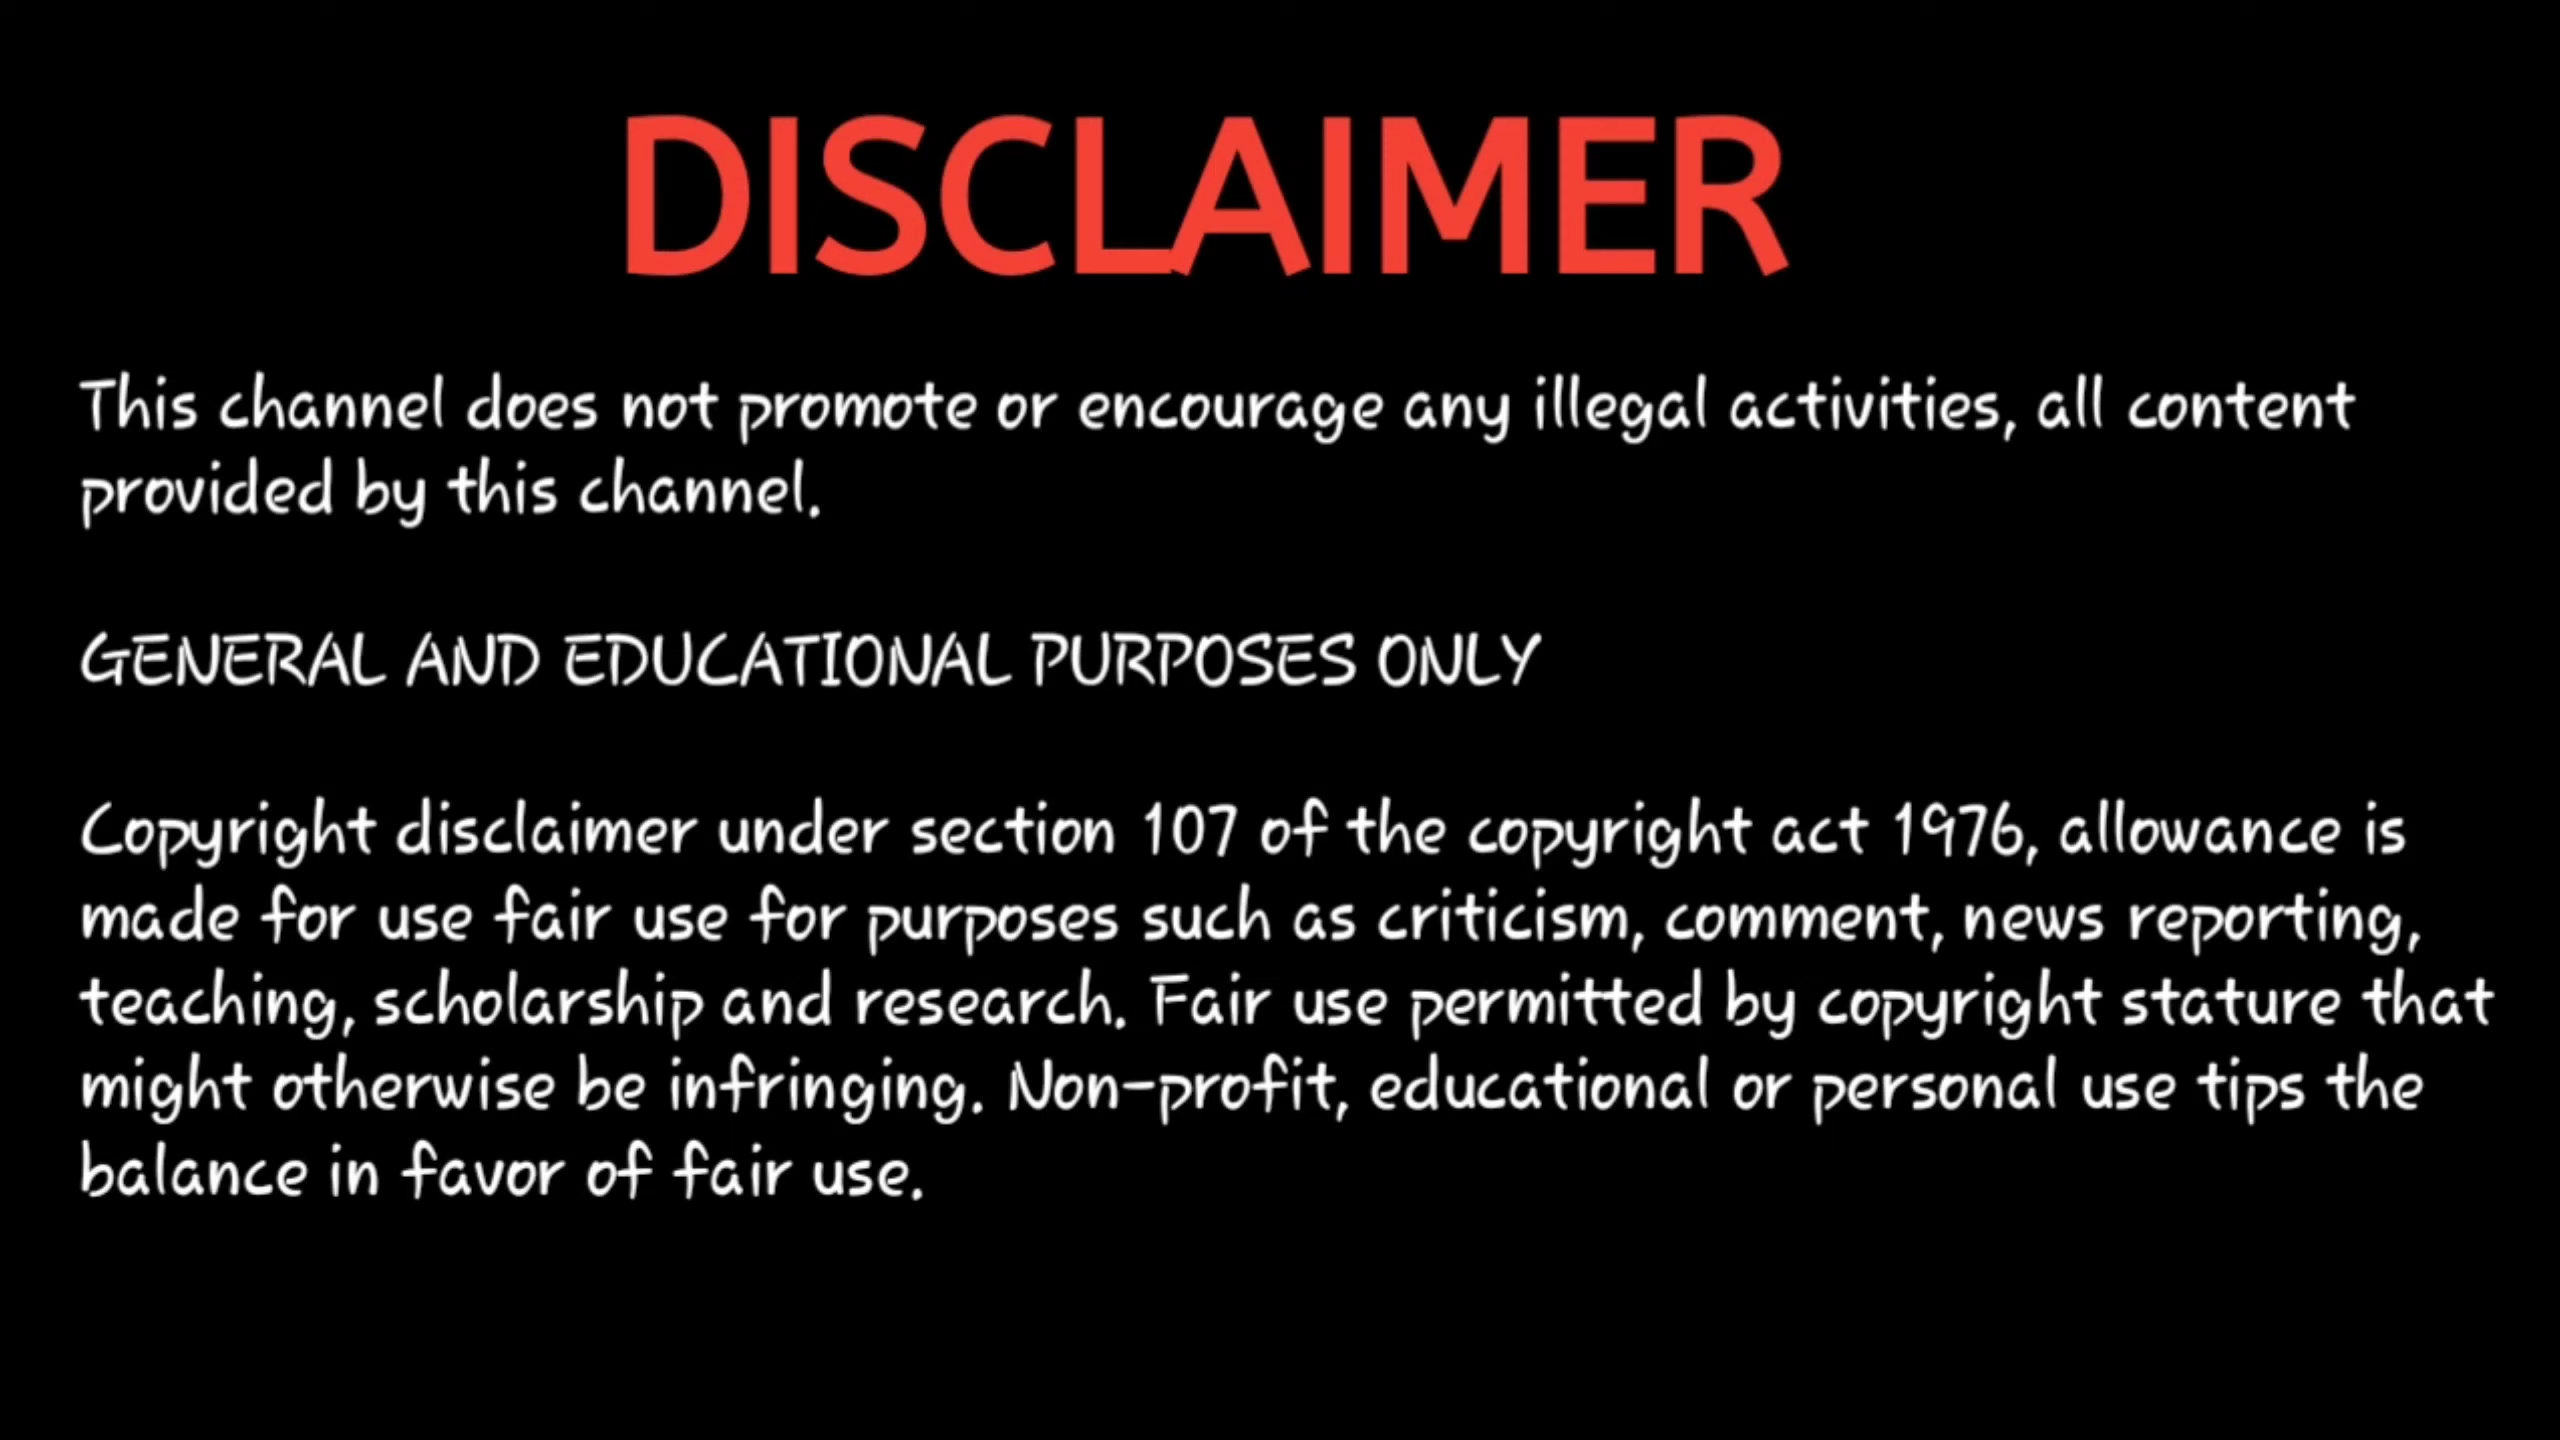 DISCLAIMER
This channel does not promote or encourage any illegal activities, all content
provided by this channel.
GENERAL AND EDUCATIONAL PURPOSES ONLY
Copyright disclaimer under section 107 of the copyright act 1976, allowance is
made for use fair use for purposes such as criticism, comment, news reporting,
teaching, scholarship and research. Fair use permitted by copyright stature that
might otherwise be infringing. Non-profit, educational or personal use tips the
balance in favor of fair use.